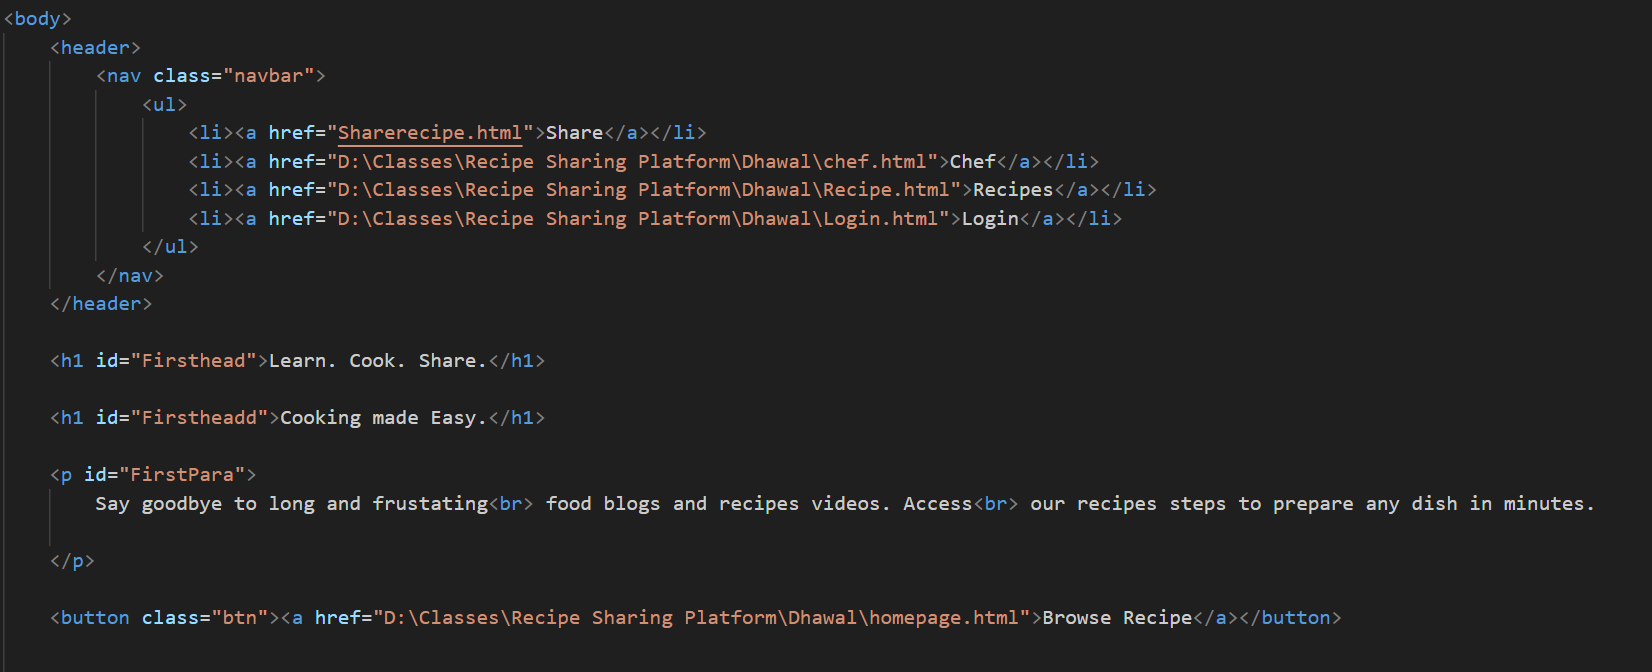 <body>
<header>
<nav class="navbar">
<ul>
<li><a href="Sharerecipe.html">Share</a></li>
<li><a href="D:\Classes\Recipe Sharing Platform\Dhawal\chef.html">Chef</a></li>
<li><a href="D:\Classes\Recipe Sharing Platform\Dhawal\Recipe.html">Recipes</a></li>
<li><a href="D:\Classes\Recipe Sharing Platform\Dhawal\Login.html">Login</a></li>
</ul>
</nav>
</header>
<h1 id="Firsthead">Learn. Cook. Share.</h1>
<h1 id="Firstheadd">Cooking made Easy.</h1>
<p id="FirstPara">
Say goodbye to long and frustating<br> food blogs and recipes videos. Access<br> our recipes steps to prepare any dish in minutes.
</p>
<button class="btn"><a href="D:\Classes\Recipe Sharing Platform\Dhawal\homepage.html">Browse Recipe</a></button>